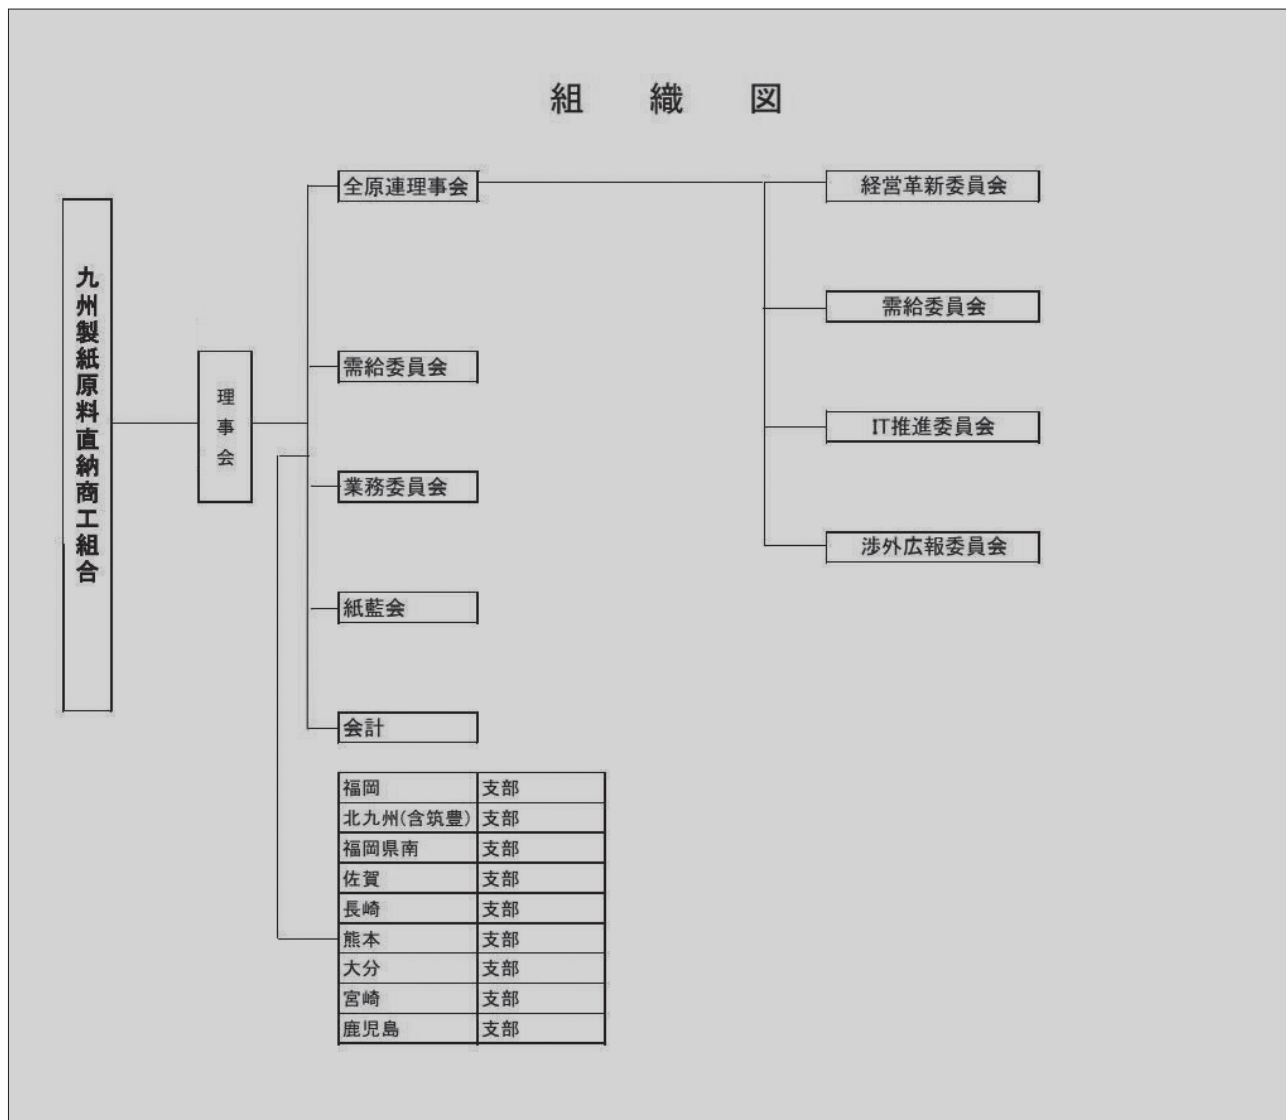 組織図
九州製紙原料直納商工組合
理事会
全原連理事会
需給委員会
業務委員会
紙藍会
会計
経営革新委員会
需給委員会
IT推進委員会
渉外広報委員会
福岡 支部
北九州(含筑豊) 支部
福岡県南 支部
佐賀 支部
長崎 支部
熊本 支部
大分 支部
宮崎 支部
鹿児島 支部